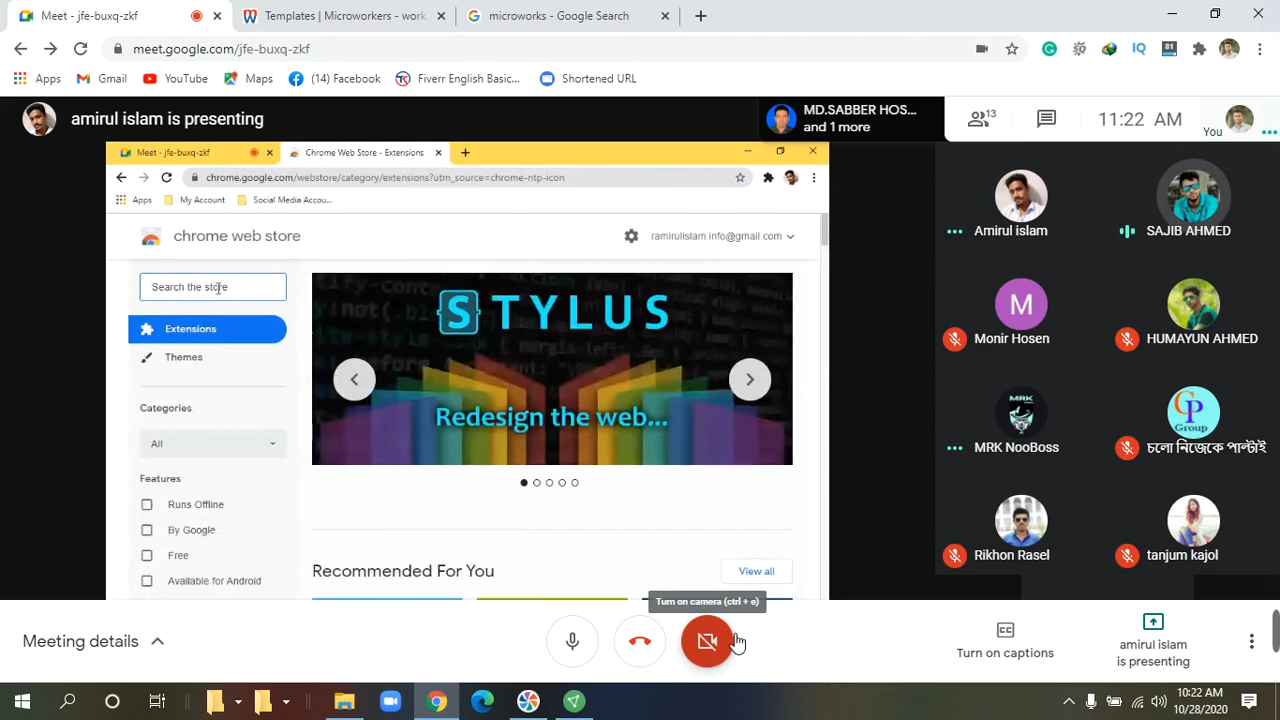 Meet - jfe-buxq-zkf
Templates | Microworkers - work
microworks - Google Search
meet.google.com/jfe-buxq-zkf
81
Apps
Gmail
YouTube
Maps
(14) Facebook
Fiverr English Basic...
Shortened URL
amirul islam is presenting
MD.SABBER HOS...
and 1 more
13
11:22 AM
You
Meet - jfe-buxq-zkf
Chrome Web Store - Extensions
chrome.google.com/webstore/category/extensions?utm_source=chrome-ntp-icon
Apps
My Account
Social Media Accou...
chrome web store
ramirulislam.info@gmail.com
Search the store
Extensions
Themes
Categories
All
Features
Runs Offline
By Google
Free
Available for Android
{S}TYLUS
Redesign the web...
Recommended For You
View all
Amirul islam
SAJIB AHMED
M
Monir Hosen
HUMAYUN AHMED
MRK
MRK NooBoss
CP
Group
চলো নিজেকে পাল্টাই
Rikhon Rasel
tanjum kajol
Turn on camera (ctrl + e)
Meeting details
CC
Turn on captions
amirul islam
is presenting
10:22 AM
10/28/2020